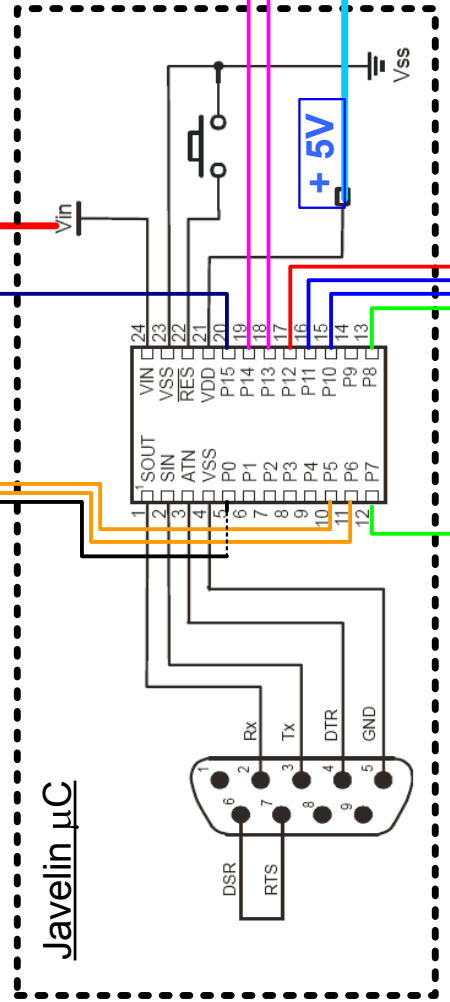 Vss
+ 5V
Vin
24 23 22 21 20 19 18 17 16 15 14 13
VIN VSS RES VDD P15 P14 P13 P12 P11 P10 P9 P8
SOUT SIN ATN VSS P0 P1 P2 P3 P4 P5 P6 P7
1
1 2 3 4 5 6 7 8 9 10 11 12
Rx Tx DTR GND
1 2 3 4 5
6 7 8 9
DSR RTS
Javelin μC